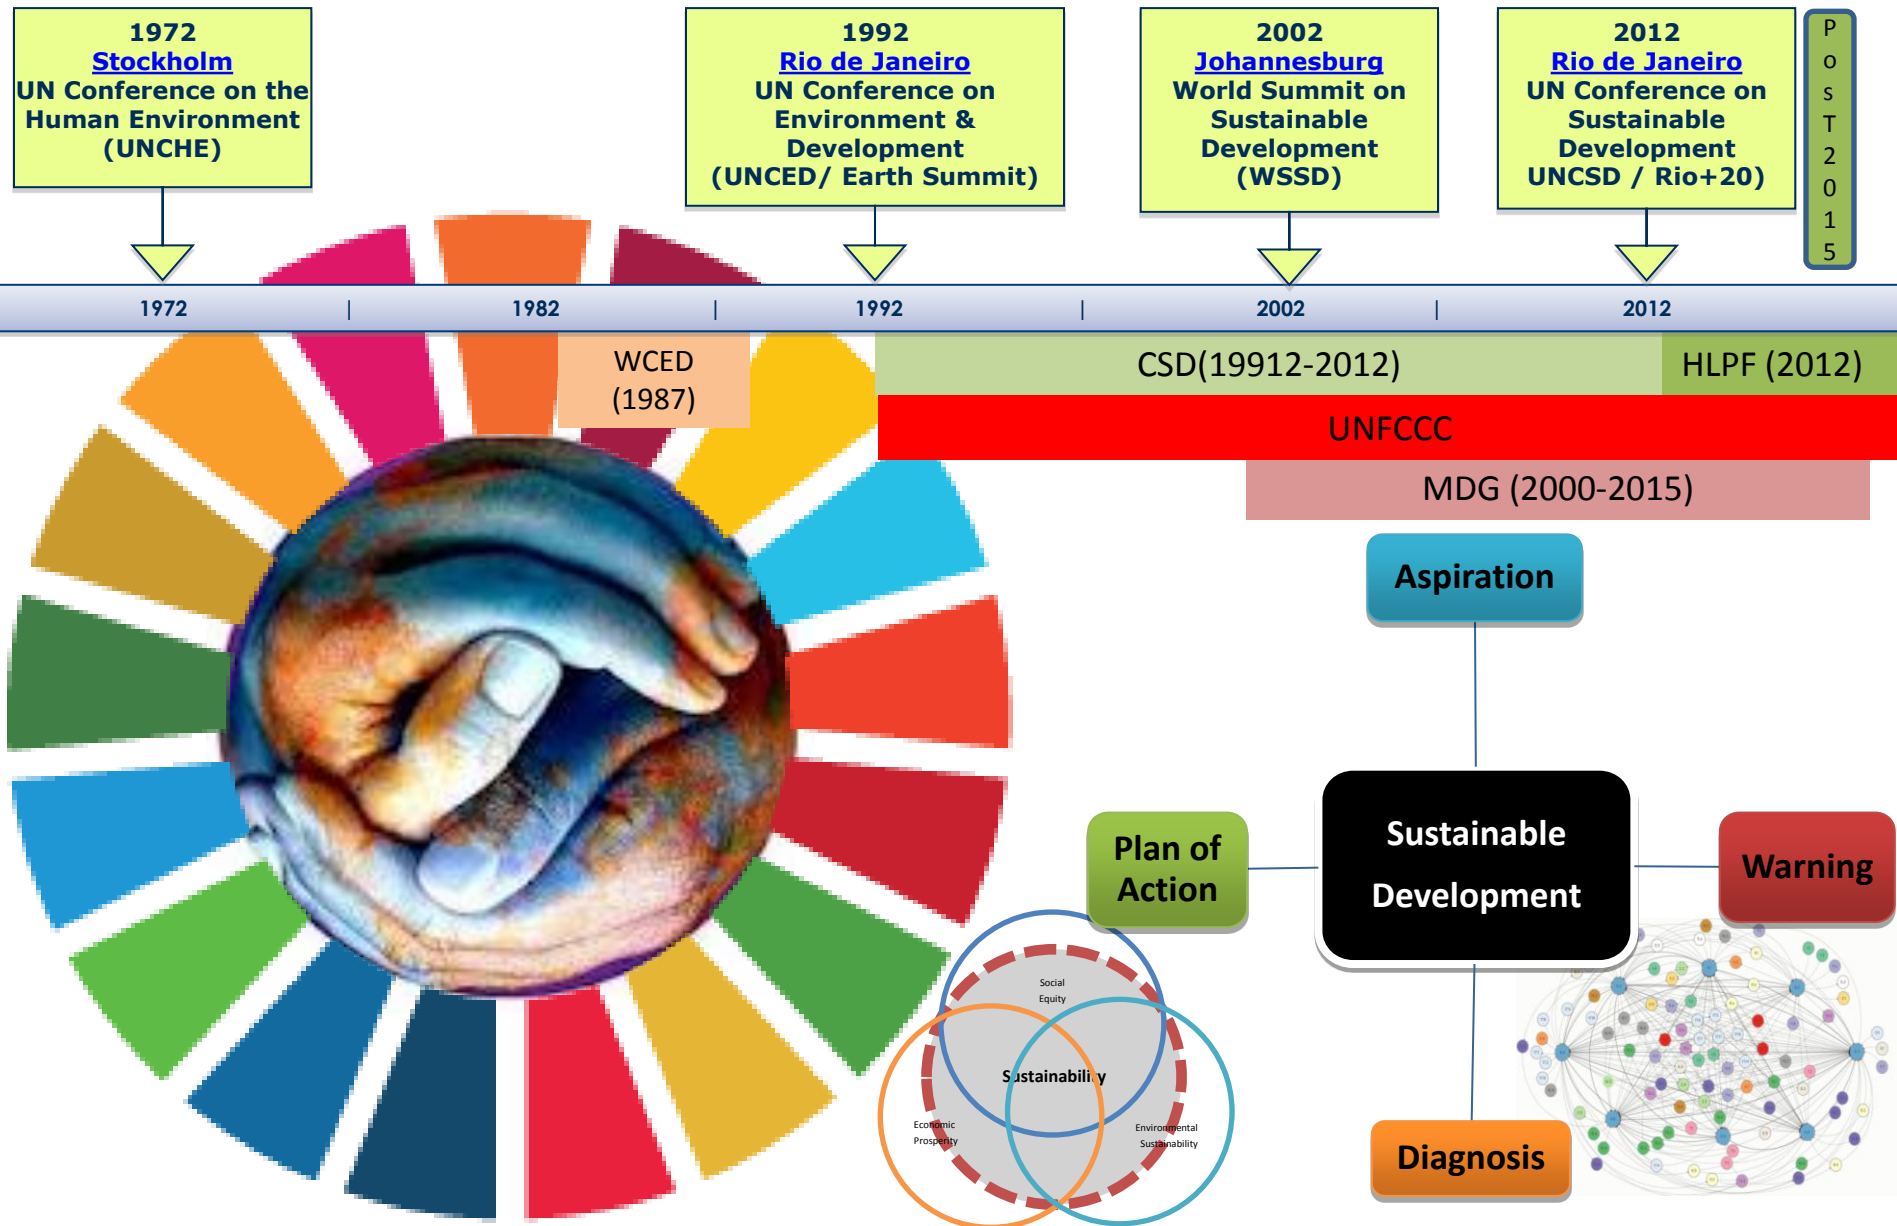 1972
Stockholm
UN Conference on the
Human Environment
(UNCHE)
1992
Rio de Janeiro
UN Conference on
Environment &
Development
(UNCED/ Earth Summit)
2002
Johannesburg
World Summit on
Sustainable
Development
(WSSD)
2012
Rio de Janeiro
UN Conference on
Sustainable
Development
UNCSD / Rio+20)
P
o
s
T
2
0
1
5
1972 | 1982 | 1992 | 2002 | 2012
WCED
(1987)
CSD(19912-2012)
HLPF (2012)
UNFCCC
MDG (2000-2015)
Aspiration
Plan of
Action
Sustainable
Development
Warning
Diagnosis
Social
Equity
Sustainability
Economic
Prosperity
Environmental
Sustainability